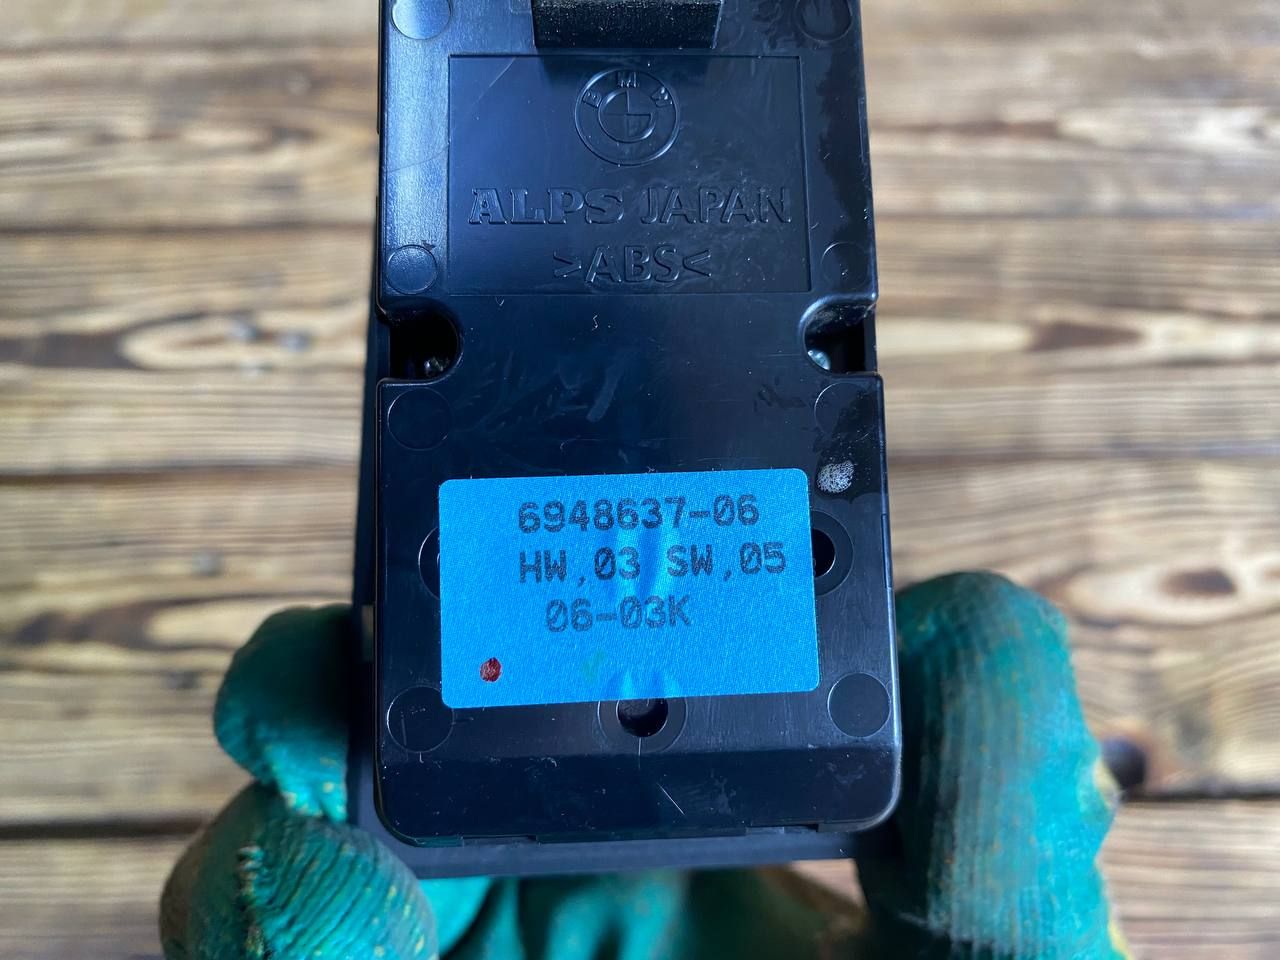 BMW
ALPS JAPAN
>ABS<
6948637-06
HW,03 SW,05
06-03K